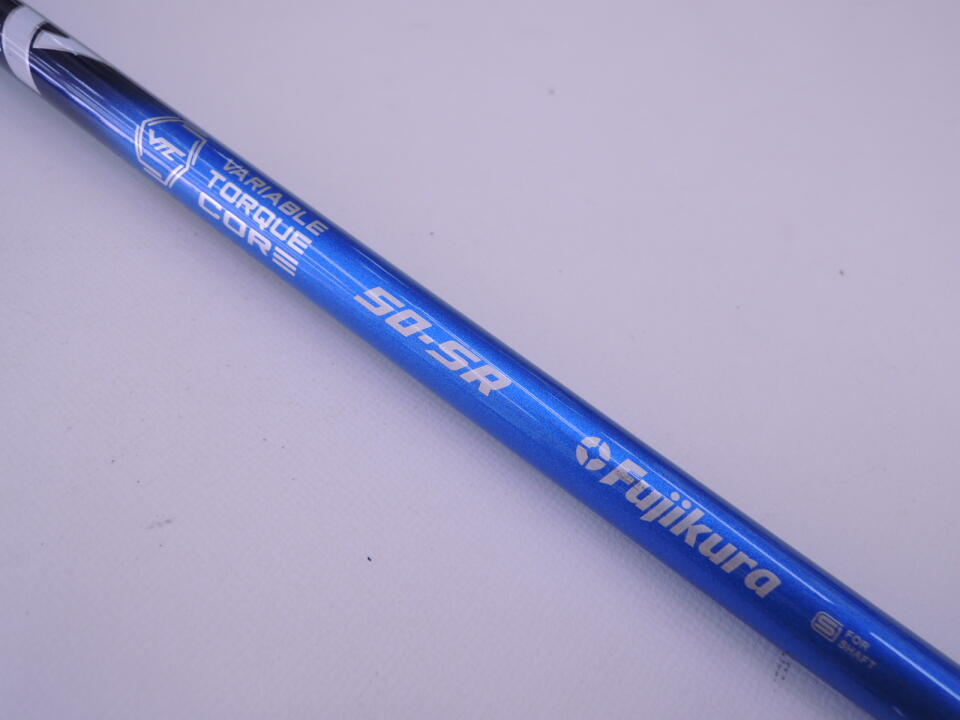 VTC
VARIABLE
TORQUE
CORE
50-SR
Fujikura
S FOR
SHAFT